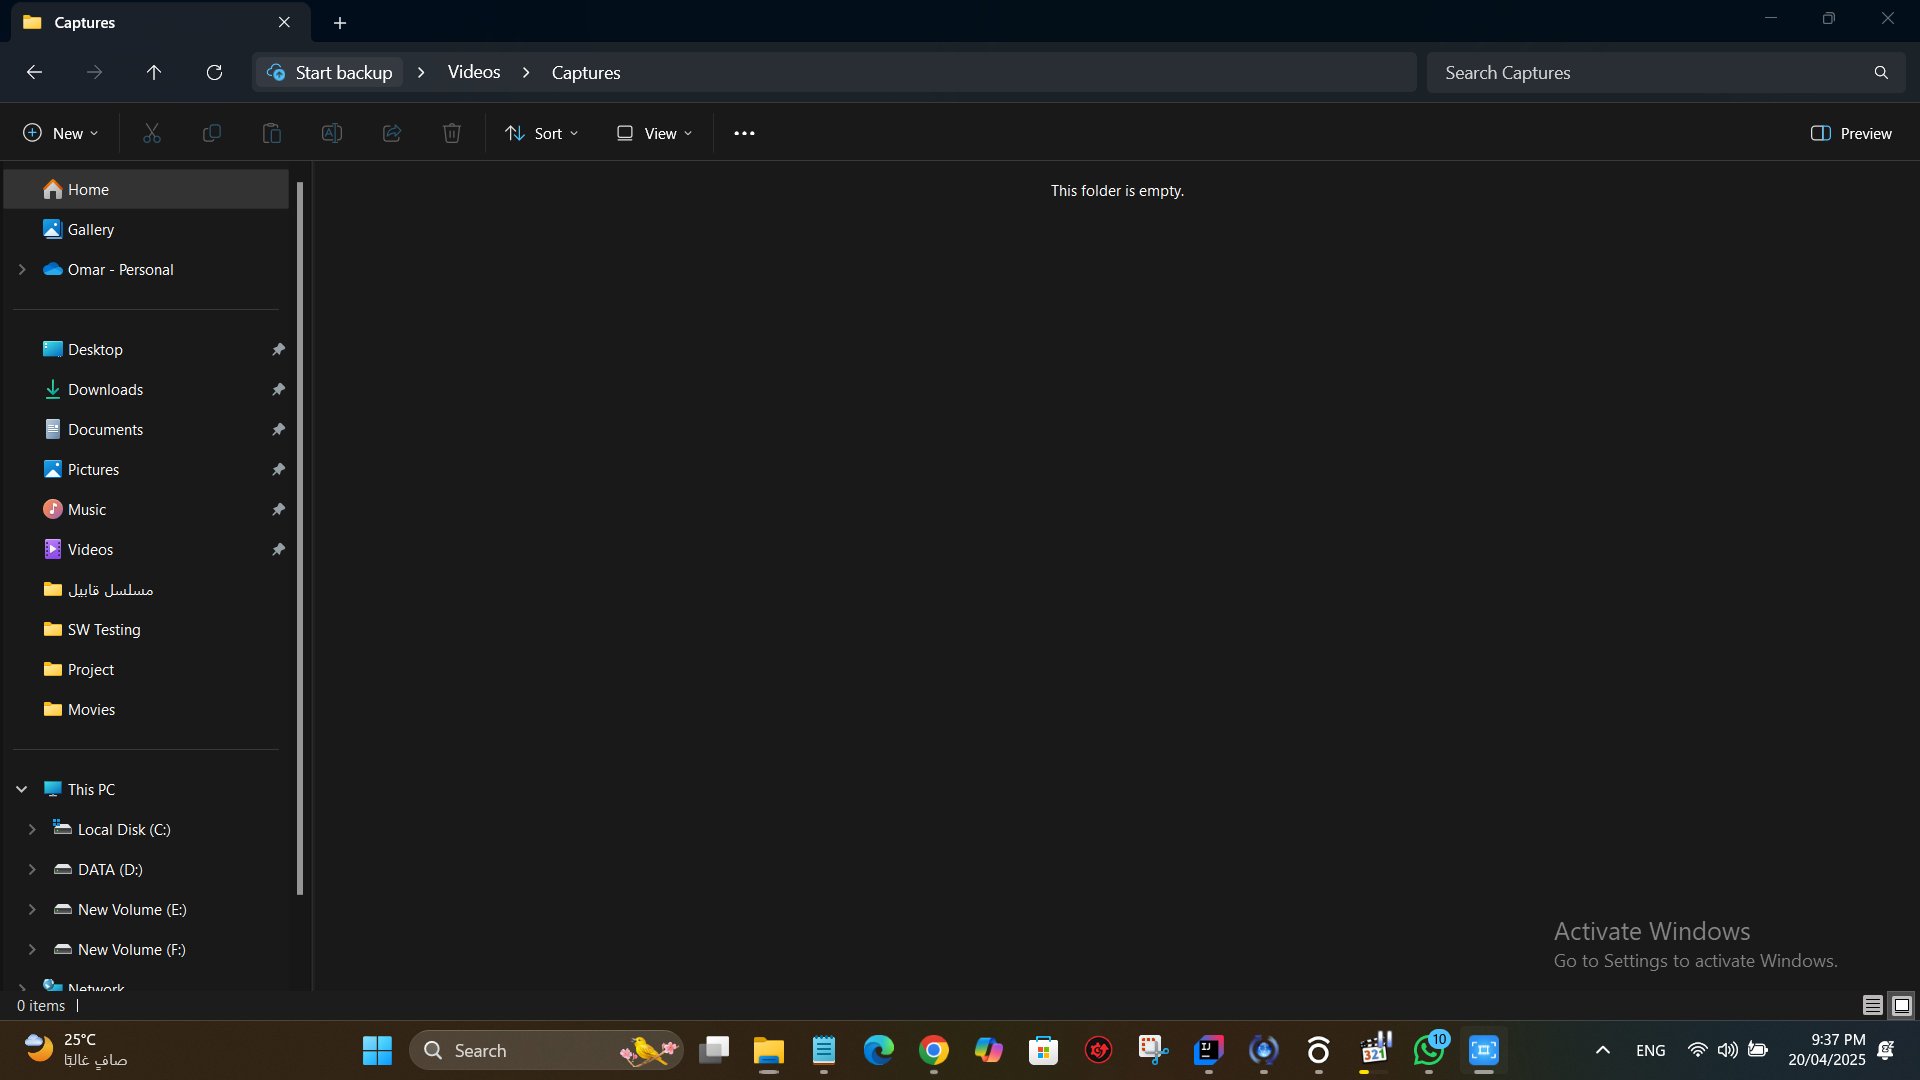 Captures
Start backup
Videos
Captures
Search Captures
New
Sort
View
Preview
Home
Gallery
Omar - Personal
Desktop
Downloads
Documents
Pictures
Music
Videos
مسلسل قابيل
SW Testing
Project
Movies
This PC
Local Disk (C:)
DATA (D:)
New Volume (E:)
New Volume (F:)
Network
This folder is empty.
Activate Windows
Go to Settings to activate Windows.
0 items
25°C
صافٍ غالبًا
Search
321
10
ENG
9:37 PM
20/04/2025